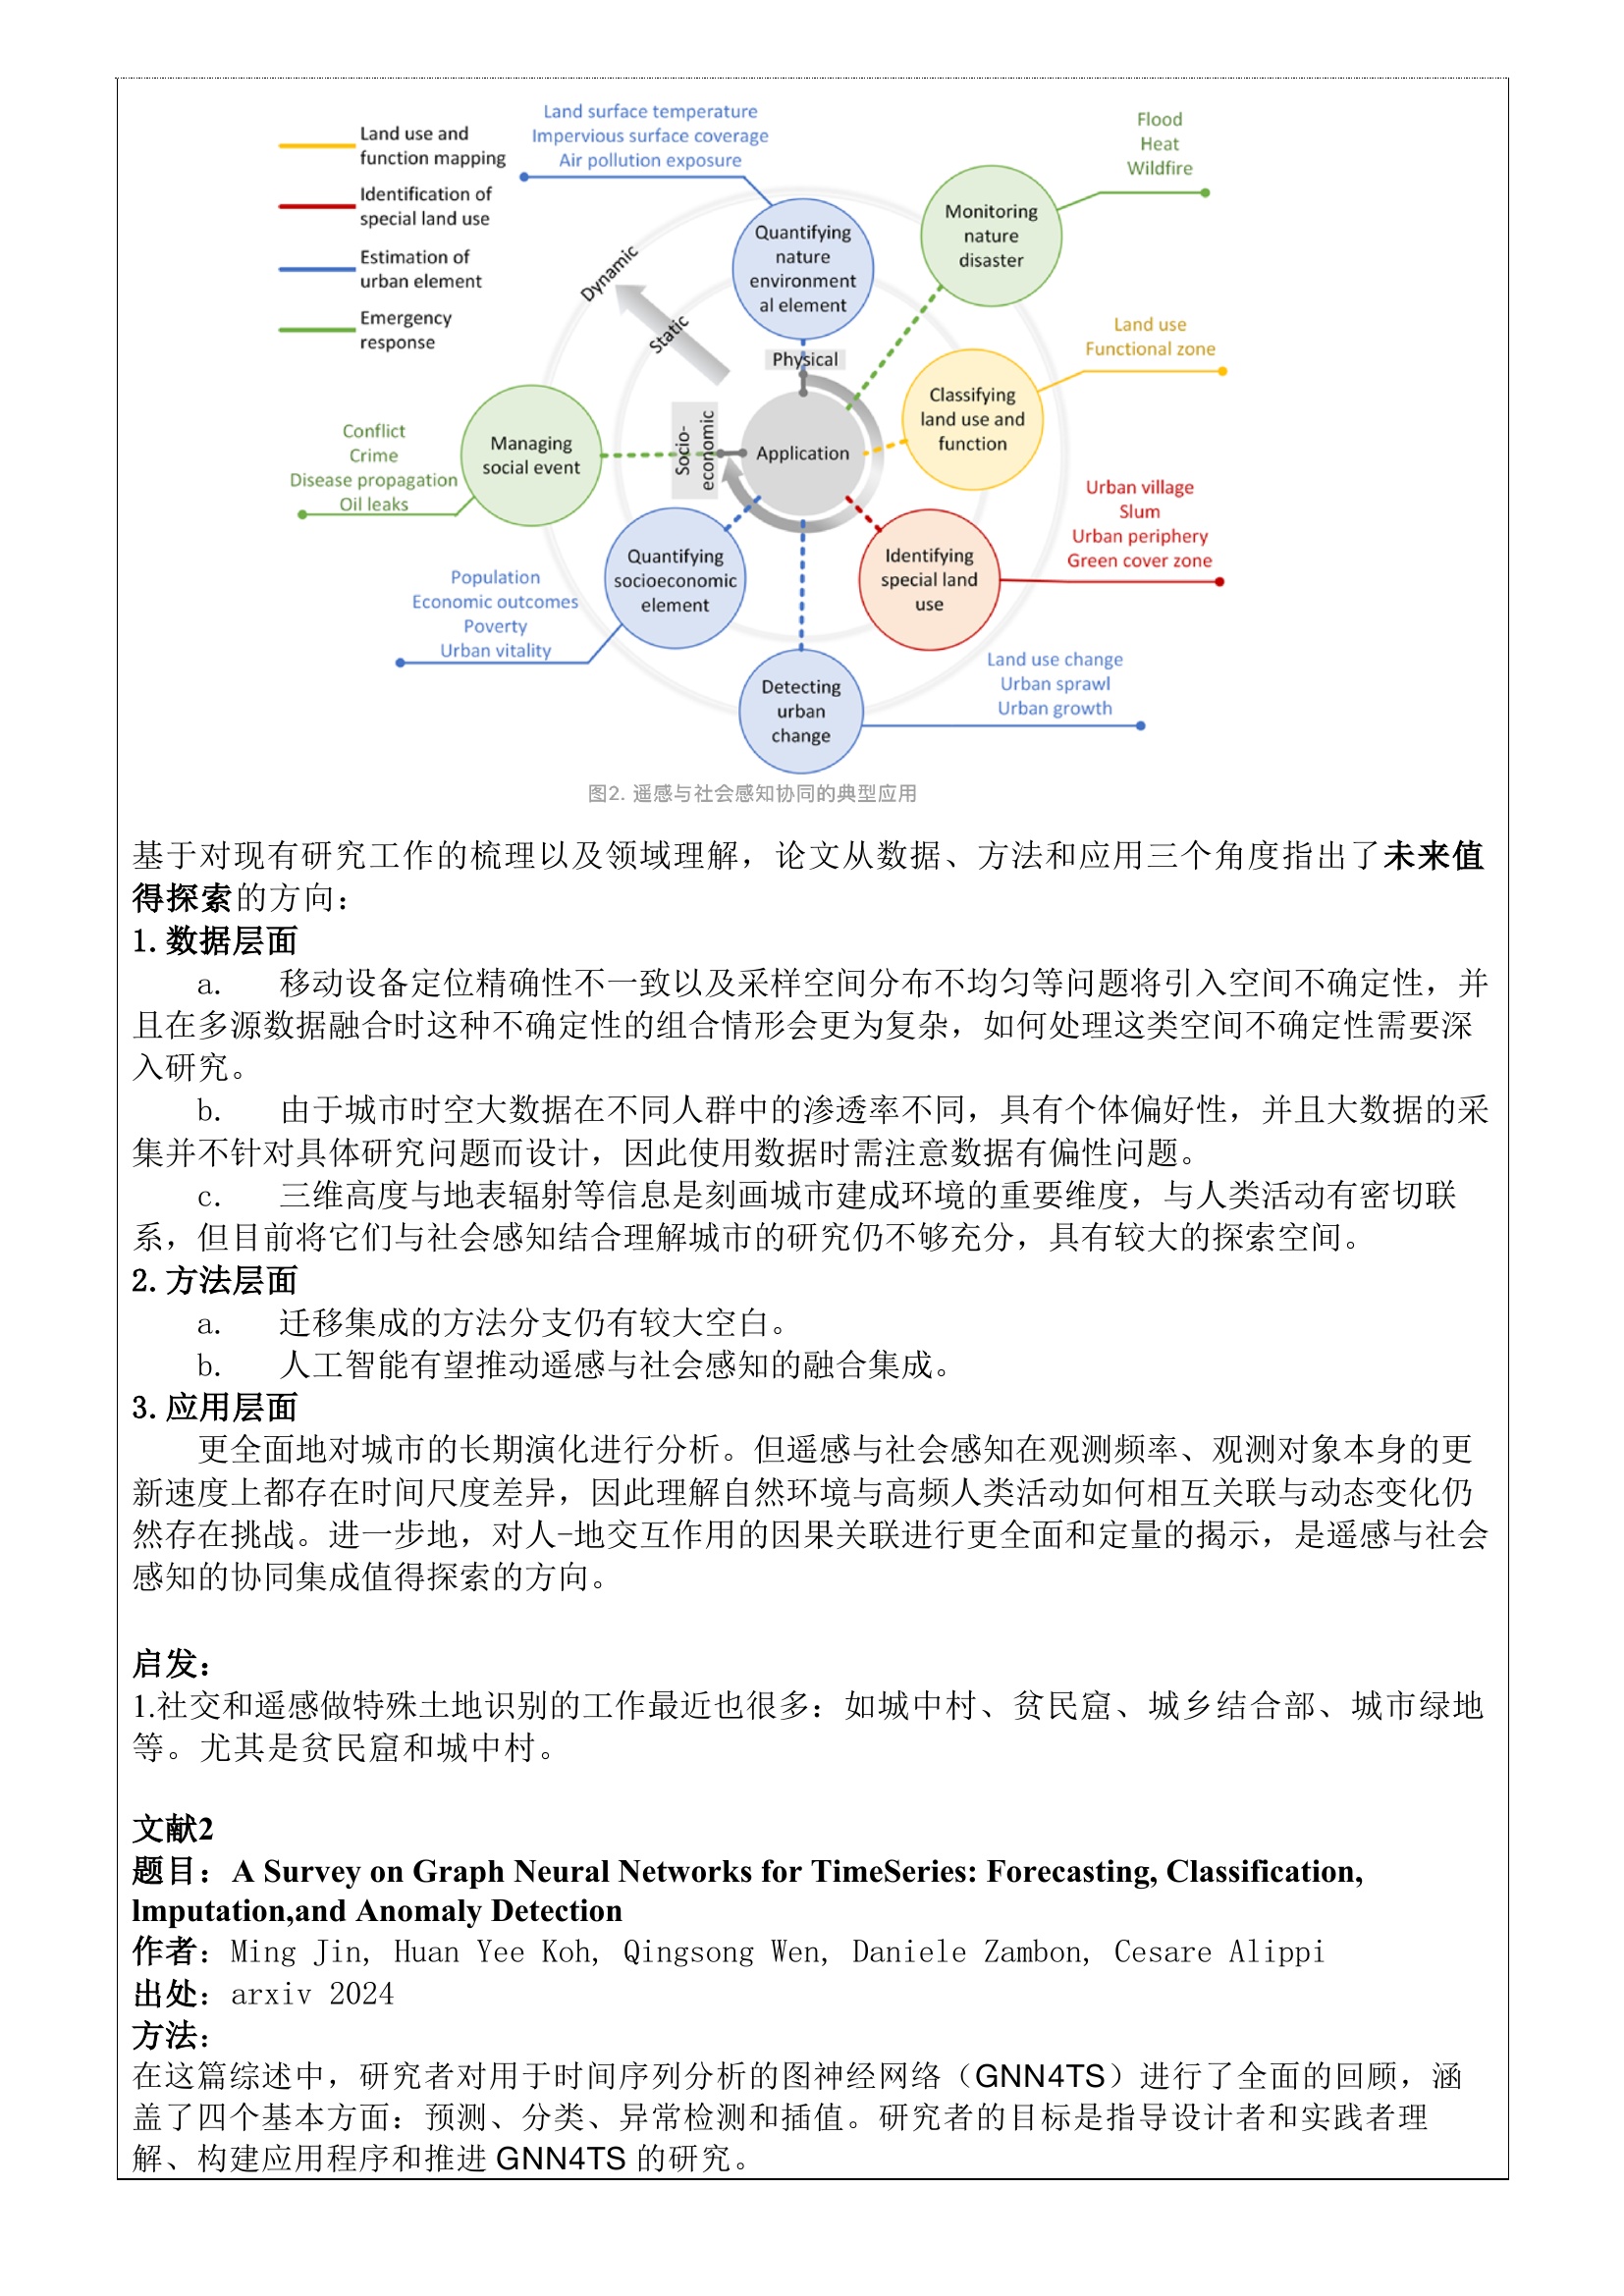 Land use and
function mapping
Identification of
special land use
Estimation of
urban element
Emergency
response
Land surface temperature
Impervious surface coverage
Air pollution exposure
Flood
Heat
Wildfire
Quantifying
nature
environment
al element
Monitoring
nature
disaster
Dynamic
Static
Physical
Land use
Functional zone
Classifying
land use and
function
Conflict
Crime
Disease propagation
Oil leaks
Managing
social event
Socio-
economic
Application
Urban village
Slum
Urban periphery
Green cover zone
Identifying
special land
use
Population
Economic outcomes
Poverty
Urban vitality
Quantifying
socioeconomic
element
Detecting
urban
change
Land use change
Urban sprawl
Urban growth
图2. 遥感与社会感知协同的典型应用
基于对现有研究工作的梳理以及领域理解，论文从数据、方法和应用三个角度指出了未来值
得探索的方向：
1.数据层面
a. 移动设备定位精确性不一致以及采样空间分布不均匀等问题将引入空间不确定性，并
且在多源数据融合时这种不确定性的组合情形会更为复杂，如何处理这类空间不确定性需要深
入研究。
b. 由于城市时空大数据在不同人群中的渗透率不同，具有个体偏好性，并且大数据的采
集并不针对具体研究问题而设计，因此使用数据时需注意数据有偏性问题。
c. 三维高度与地表辐射等信息是刻画城市建成环境的重要维度，与人类活动有密切联
系，但目前将它们与社会感知结合理解城市的研究仍不够充分，具有较大的探索空间。
2.方法层面
a. 迁移集成的方法分支仍有较大空白。
b. 人工智能有望推动遥感与社会感知的融合集成。
3.应用层面
更全面地对城市的长期演化进行分析。但遥感与社会感知在观测频率、观测对象本身的更
新速度上都存在时间尺度差异，因此理解自然环境与高频人类活动如何相互关联与动态变化仍
然存在挑战。进一步地，对人-地交互作用的因果关联进行更全面和定量的揭示，是遥感与社会
感知的协同集成值得探索的方向。
启发：
1.社交和遥感做特殊土地识别的工作最近也很多：如城中村、贫民窟、城乡结合部、城市绿地
等。尤其是贫民窟和城中村。
文献2
题目：A Survey on Graph Neural Networks for TimeSeries: Forecasting, Classification,
lmputation,and Anomaly Detection
作者：Ming Jin, Huan Yee Koh, Qingsong Wen, Daniele Zambon, Cesare Alippi
出处：arxiv 2024
方法：
在这篇综述中，研究者对用于时间序列分析的图神经网络（GNN4TS）进行了全面的回顾，涵
盖了四个基本方面：预测、分类、异常检测和插值。研究者的目标是指导设计者和实践者理
解、构建应用程序和推进 GNN4TS 的研究。